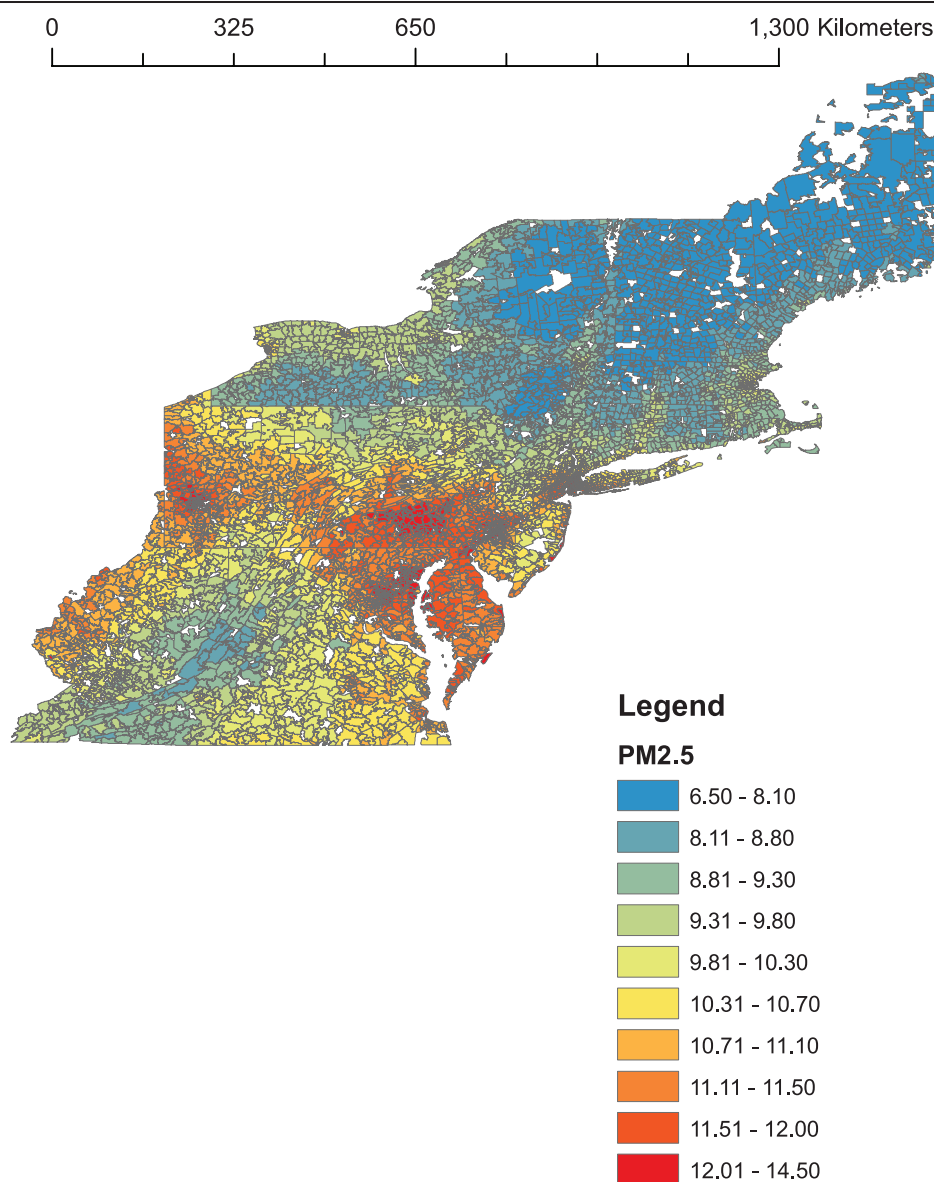 0 325 650 1,300 Kilometers
Legend
PM2.5
6.50 - 8.10
8.11 - 8.80
8.81 - 9.30
9.31 - 9.80
9.81 - 10.30
10.31 - 10.70
10.71 - 11.10
11.11 - 11.50
11.51 - 12.00
12.01 - 14.50